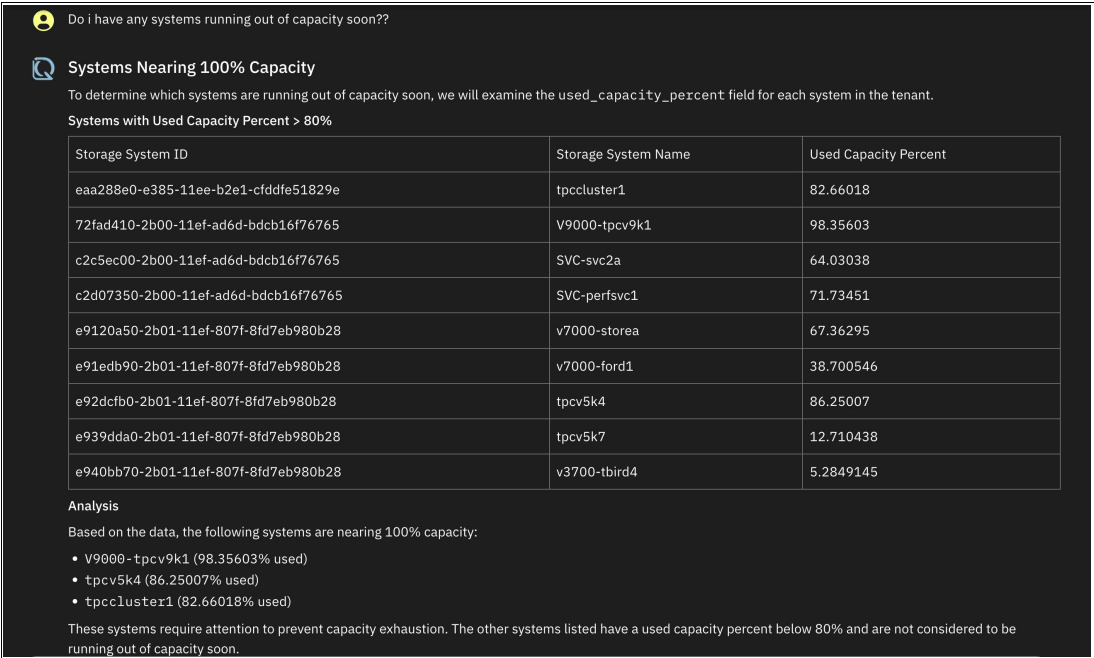 Do i have any systems running out of capacity soon??
Systems Nearing 100% Capacity
To determine which systems are running out of capacity soon, we will examine the used_capacity_percent field for each system in the tenant.
Systems with Used Capacity Percent > 80%
Storage System ID Storage System Name Used Capacity Percent
eaa288e0-e385-11ee-b2e1-cfddfe51829e tpccluster1 82.66018
72fad410-2b00-11ef-ad6d-bdcb16f76765 V9000-tpcv9k1 98.35603
c2c5ec00-2b00-11ef-ad6d-bdcb16f76765 SVC-svc2a 64.03038
c2d07350-2b00-11ef-ad6d-bdcb16f76765 SVC-perfsvc1 71.73451
e9120a50-2b01-11ef-807f-8fd7eb980b28 v7000-storea 67.36295
e91edb90-2b01-11ef-807f-8fd7eb980b28 v7000-ford1 38.700546
e92dcfb0-2b01-11ef-807f-8fd7eb980b28 tpcv5k4 86.25007
e939dda0-2b01-11ef-807f-8fd7eb980b28 tpcv5k7 12.710438
e940bb70-2b01-11ef-807f-8fd7eb980b28 v3700-tbird4 5.2849145
Analysis
Based on the data, the following systems are nearing 100% capacity:
• V9000-tpcv9k1 (98.35603% used)
• tpcv5k4 (86.25007% used)
• tpccluster1 (82.66018% used)
These systems require attention to prevent capacity exhaustion. The other systems listed have a used capacity percent below 80% and are not considered to be
running out of capacity soon.